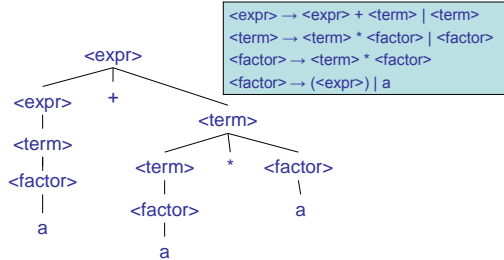 <expr> → <expr> + <term> | <term>
<term> → <term> * <factor> | <factor>
<factor> → <term> * <factor>
<factor> → (<expr>) | a
<expr>
<expr> + <term>
<term> <term> * <factor>
<factor> <factor> a
a a